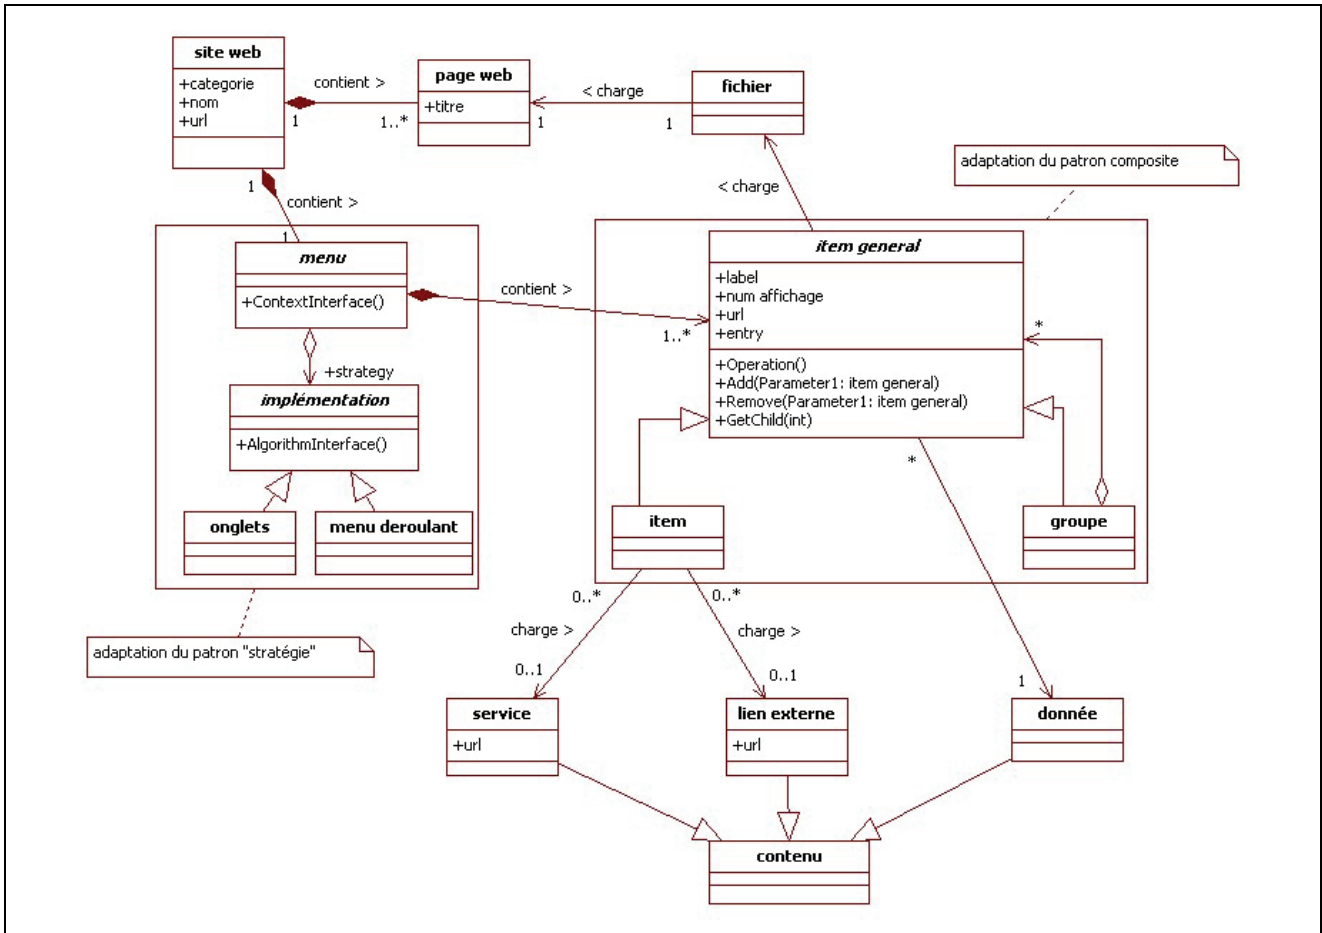 site web
+categorie
+nom
+url
contient >
1
1..*
page web
+titre
1
< charge
1
fichier
adaptation du patron composite
< charge
1
contient >
1
menu
+ContextInterface()
contient >
1..*
+strategy
implémentation
+AlgorithmInterface()
onglets
menu deroulant
adaptation du patron "stratégie"
item general
+label
+num affichage
+url
+entry
+Operation()
+Add(Parameter1: item general)
+Remove(Parameter1: item general)
+GetChild(int)
*
*
item
groupe
0..*
0..*
charge >
charge >
0..1
0..1
1
service
+url
lien externe
+url
donnée
contenu